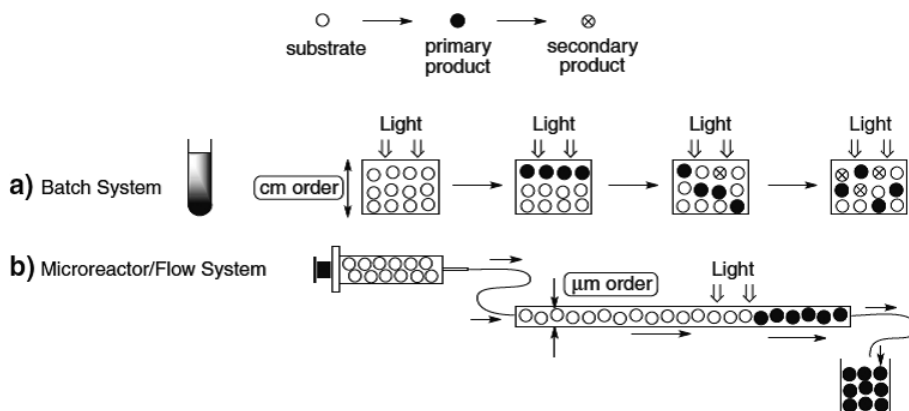 substrate
primary
product
secondary
product
Light
Light
Light
Light
a) Batch System
cm order
b) Microreactor/Flow System
μm order
Light